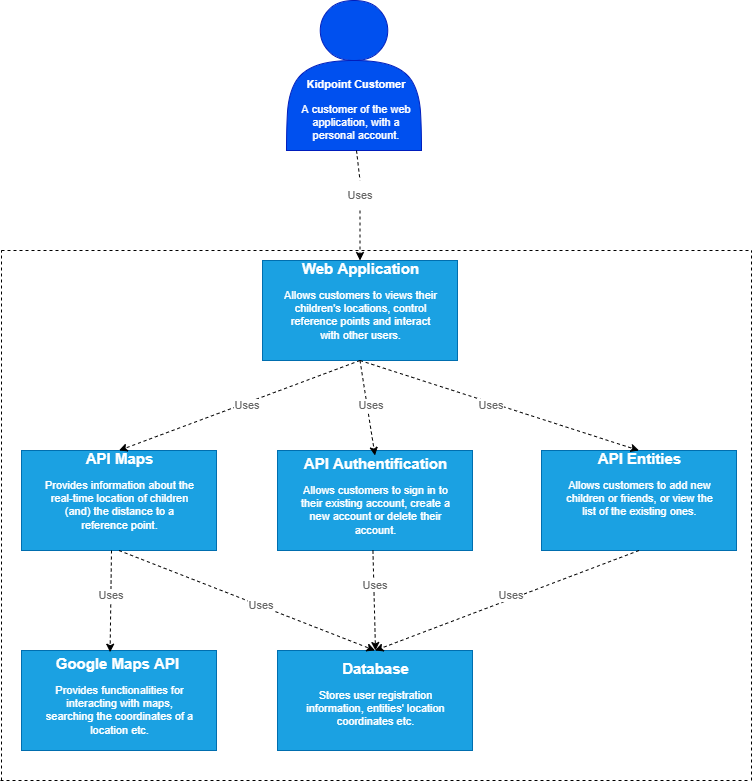 Kidpoint Customer
A customer of the web
application, with a
personal account.
Uses
Web Application
Allows customers to views their
children's locations, control
reference points and interact
with other users.
Uses
Uses
Uses
API Maps
Provides information about the
real-time location of children
(and) the distance to a
reference point.
API Authentification
Allows customers to sign in to
their existing account, create a
new account or delete their
account.
API Entities
Allows customers to add new
children or friends, or view the
list of the existing ones.
Uses
Uses
Uses
Uses
Google Maps API
Provides functionalities for
interacting with maps,
searching the coordinates of a
location etc.
Database
Stores user registration
information, entities' location
coordinates etc.